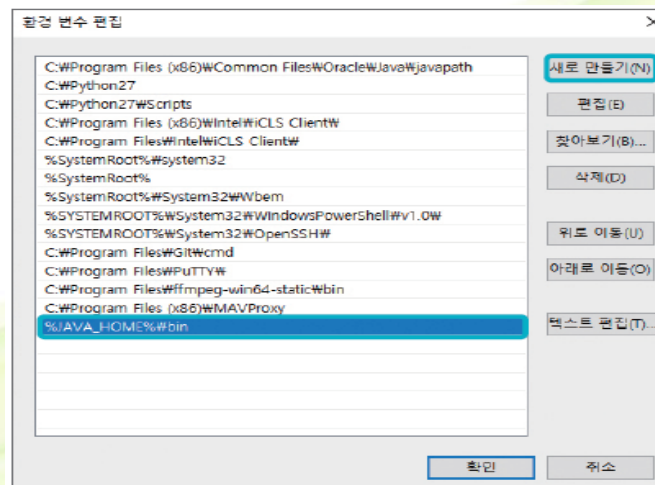 환경 변수 편집
C:₩Program Files (x86)₩Common Files₩Oracle₩Java₩javapath
C:₩Python27
C:₩Python27₩Scripts
C:₩Program Files (x86)₩Intel₩iCLS Client₩
C:₩Program Files₩Intel₩iCLS Client₩
%SystemRoot%₩system32
%SystemRoot%
%SystemRoot%₩System32₩Wbem
%SYSTEMROOT%₩System32₩WindowsPowerShell₩v1.0₩
%SYSTEMROOT%₩System32₩OpenSSH₩
C:₩Program Files₩Git₩cmd
C:₩Program Files₩PuTTY₩
C:₩Program Files₩ffmpeg-win64-static₩bin
C:₩Program Files (x86)₩MAVProxy
%JAVA_HOME%₩bin
새로 만들기(N)
편집(E)
찾아보기(B)...
삭제(D)
위로 이동(U)
아래로 이동(O)
텍스트 편집(T)...
확인
취소